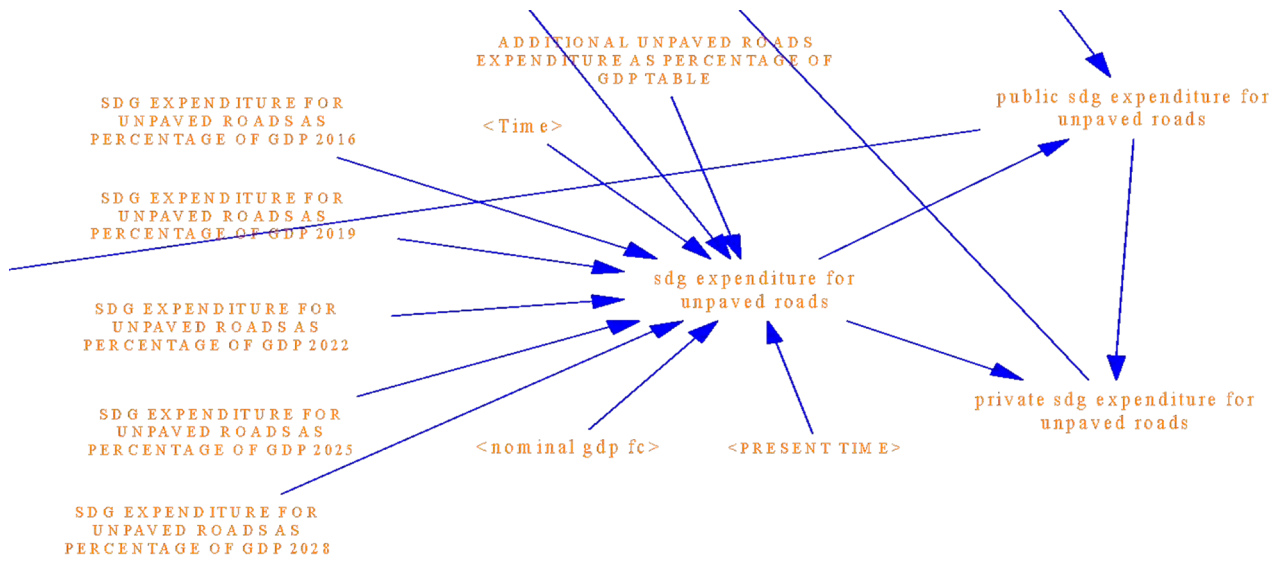 ADDITIONAL UNPAVED ROADS
EXPENDITURE AS PERCENTAGE OF
GDP TABLE
SDG EXPENDITURE FOR
UNPAVED ROADS AS
PERCENTAGE OF GDP 2016
<Time>
public sdg expenditure for
unpaved roads
SDG EXPENDITURE FOR
UNPAVED ROADS AS
PERCENTAGE OF GDP 2019
sdg expenditure for
unpaved roads
SDG EXPENDITURE FOR
UNPAVED ROADS AS
PERCENTAGE OF GDP 2022
SDG EXPENDITURE FOR
UNPAVED ROADS AS
PERCENTAGE OF GDP 2025
<nominal gdp fc>
<PRESENT TIME>
private sdg expenditure for
unpaved roads
SDG EXPENDITURE FOR
UNPAVED ROADS AS
PERCENTAGE OF GDP 2028